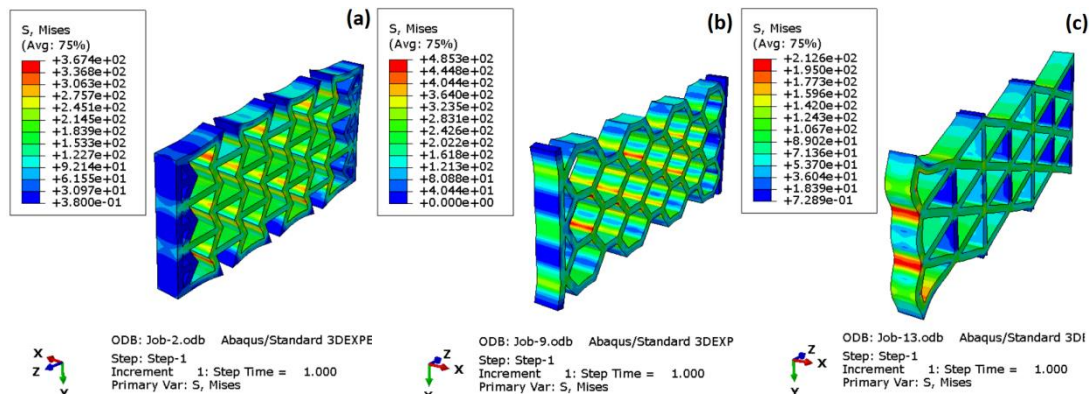 (a)
S, Mises
(Avg: 75%)
+3.674e+02
+3.368e+02
+3.063e+02
+2.757e+02
+2.451e+02
+2.145e+02
+1.839e+02
+1.533e+02
+1.227e+02
+9.214e+01
+6.155e+01
+3.097e+01
+3.800e-01
X
Z
Y
ODB: Job-2.odb Abaqus/Standard 3DEXPE
Step: Step-1
Increment 1: Step Time = 1.000
Primary Var: S, Mises
(b)
S, Mises
(Avg: 75%)
+4.853e+02
+4.448e+02
+4.044e+02
+3.640e+02
+3.235e+02
+2.831e+02
+2.426e+02
+2.022e+02
+1.618e+02
+1.213e+02
+8.088e+01
+4.044e+01
+0.000e+00
Z
X
Y
ODB: Job-9.odb Abaqus/Standard 3DEXP
Step: Step-1
Increment 1: Step Time = 1.000
Primary Var: S, Mises
(c)
S, Mises
(Avg: 75%)
+2.126e+02
+1.950e+02
+1.773e+02
+1.596e+02
+1.420e+02
+1.243e+02
+1.067e+02
+8.902e+01
+7.136e+01
+5.370e+01
+3.604e+01
+1.839e+01
+7.289e-01
Z
X
Y
ODB: Job-13.odb Abaqus/Standard 3D
Step: Step-1
Increment 1: Step Time = 1.000
Primary Var: S, Mises